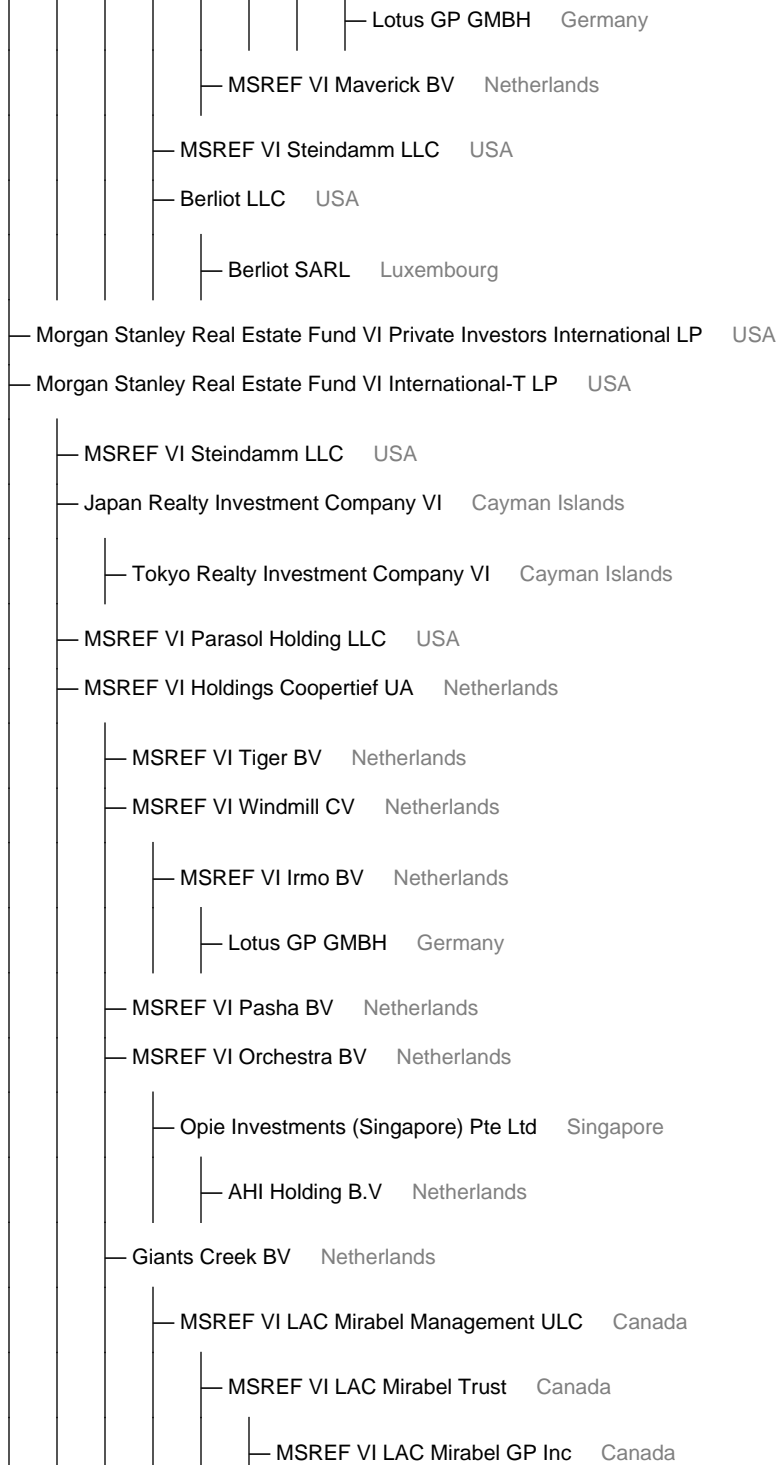 Lotus GP GMBH Germany
MSREF VI Maverick BV Netherlands
MSREF VI Steindamm LLC USA
Berliot LLC USA
Berliot SARL Luxembourg
Morgan Stanley Real Estate Fund VI Private Investors International LP USA
Morgan Stanley Real Estate Fund VI International-T LP USA
MSREF VI Steindamm LLC USA
Japan Realty Investment Company VI Cayman Islands
Tokyo Realty Investment Company VI Cayman Islands
MSREF VI Parasol Holding LLC USA
MSREF VI Holdings Coopertief UA Netherlands
MSREF VI Tiger BV Netherlands
MSREF VI Windmill CV Netherlands
MSREF VI Irmo BV Netherlands
Lotus GP GMBH Germany
MSREF VI Pasha BV Netherlands
MSREF VI Orchestra BV Netherlands
Opie Investments (Singapore) Pte Ltd Singapore
AHI Holding B.V Netherlands
Giants Creek BV Netherlands
MSREF VI LAC Mirabel Management ULC Canada
MSREF VI LAC Mirabel Trust Canada
MSREF VI LAC Mirabel GP Inc Canada